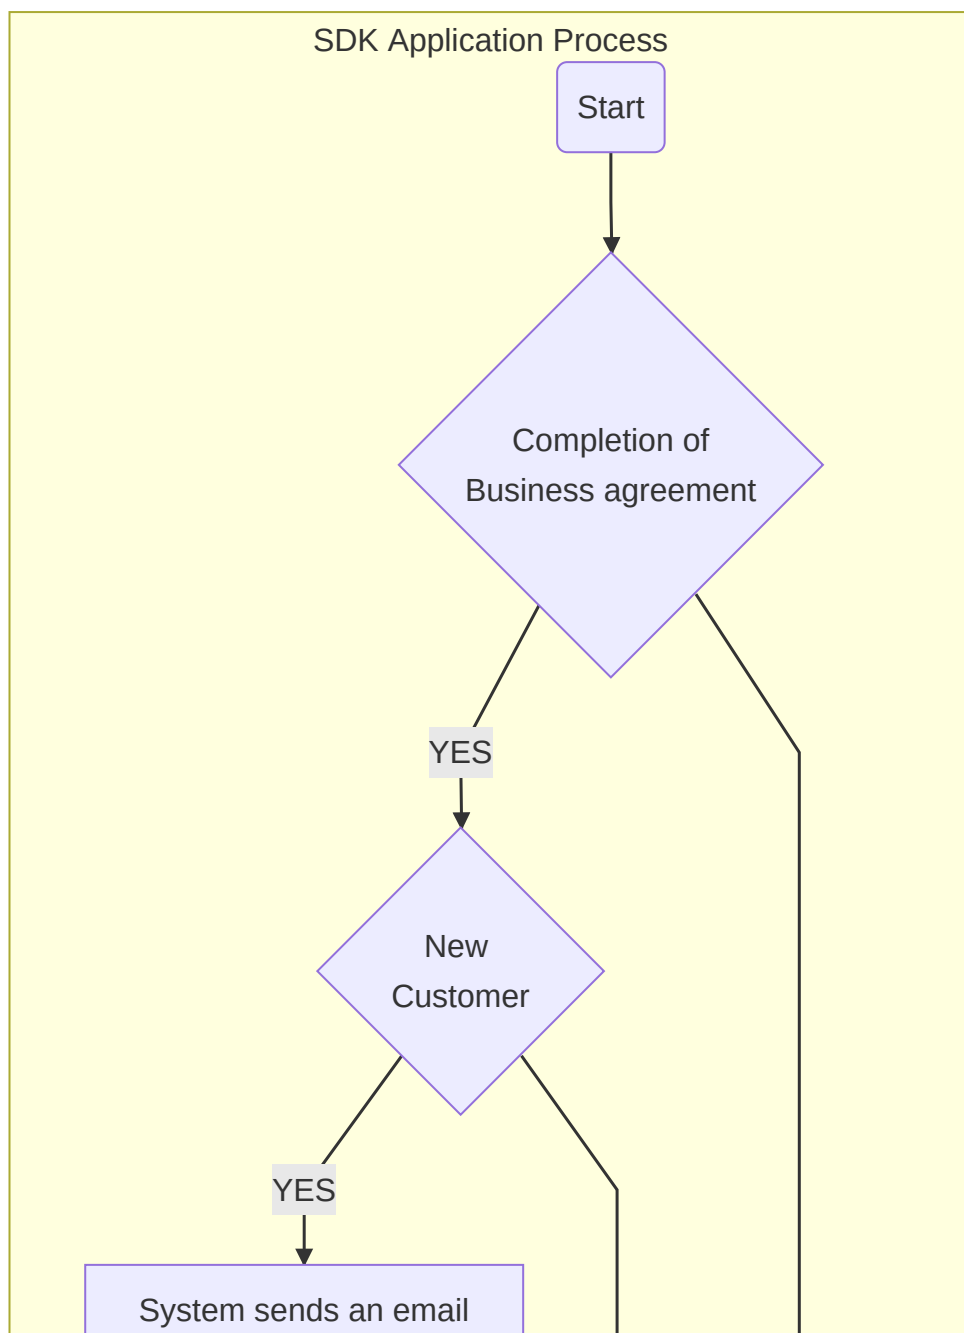 SDK Application Process
Start
Completion of
Business agreement
YES
New
Customer
YES
System sends an email